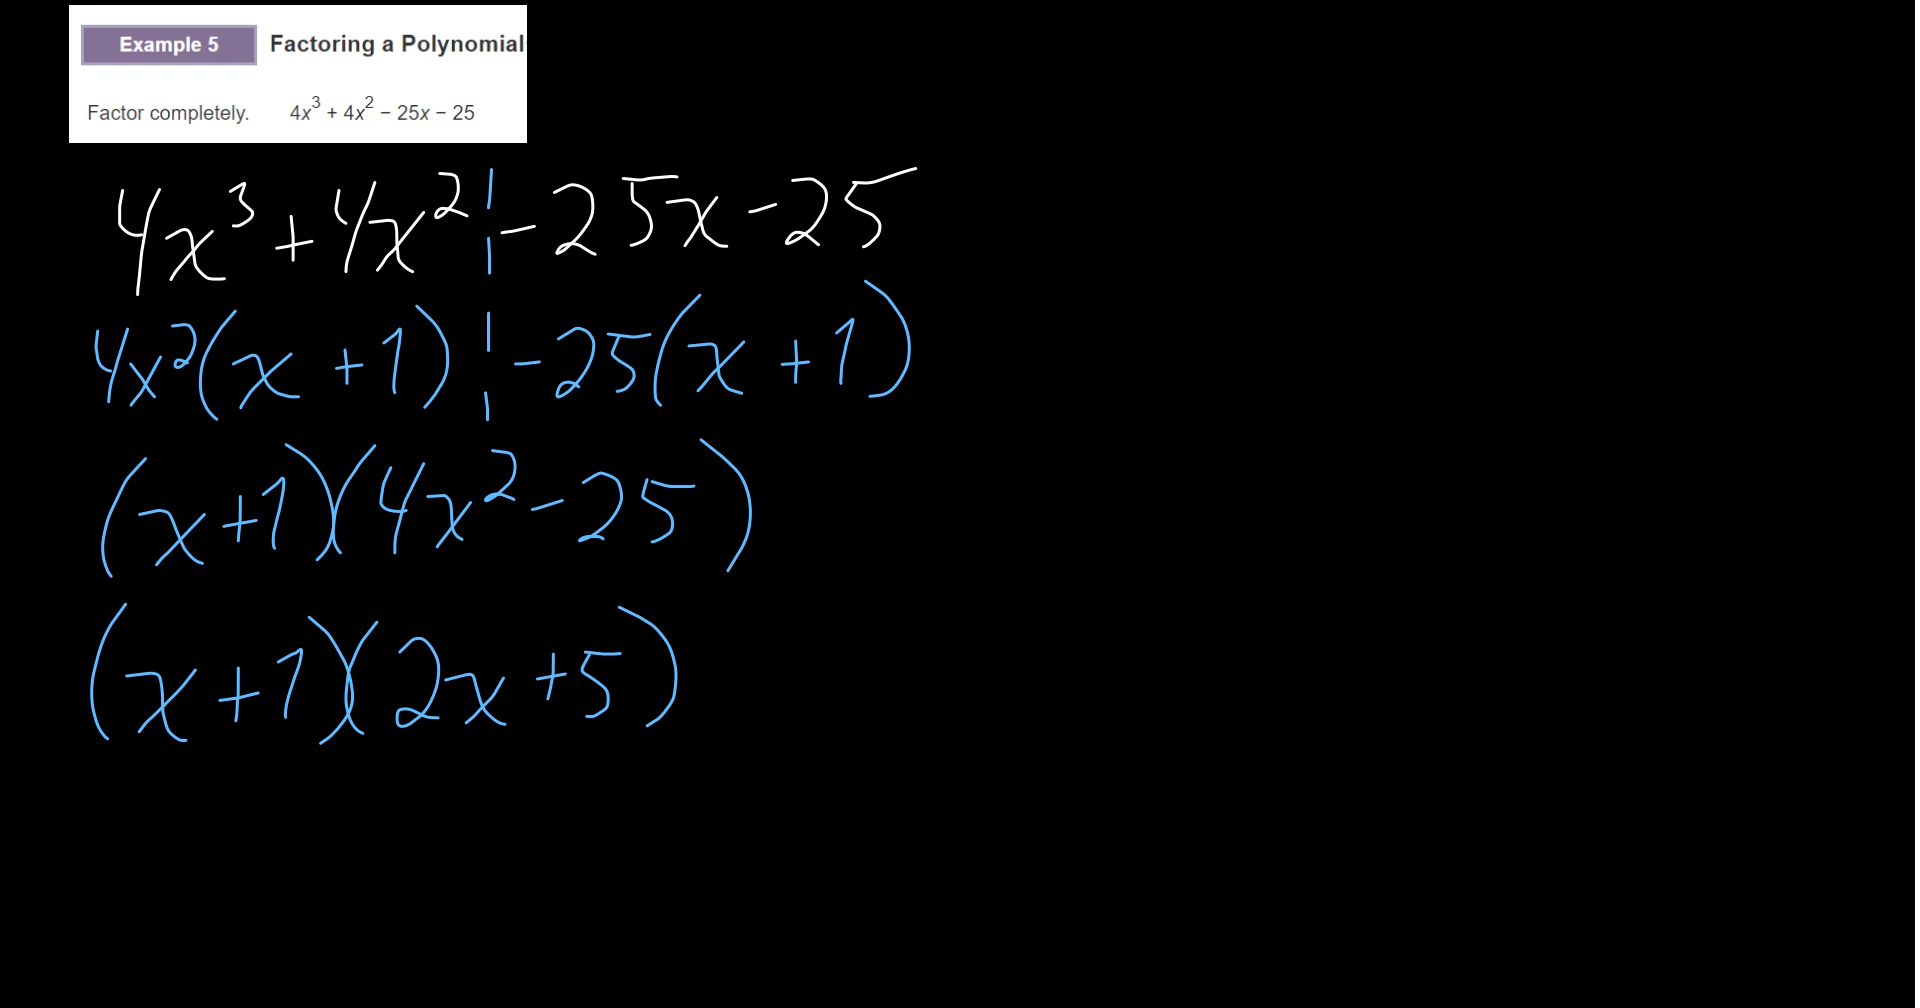 Example 5 Factoring a Polynomial
Factor completely. 4x³ + 4x² − 25x − 25
4x³ + 4x² ¦ - 25x - 25
4x²(x + 1) ¦ - 25(x + 1)
(x + 1)(4x² - 25)
(x + 1)(2x + 5)